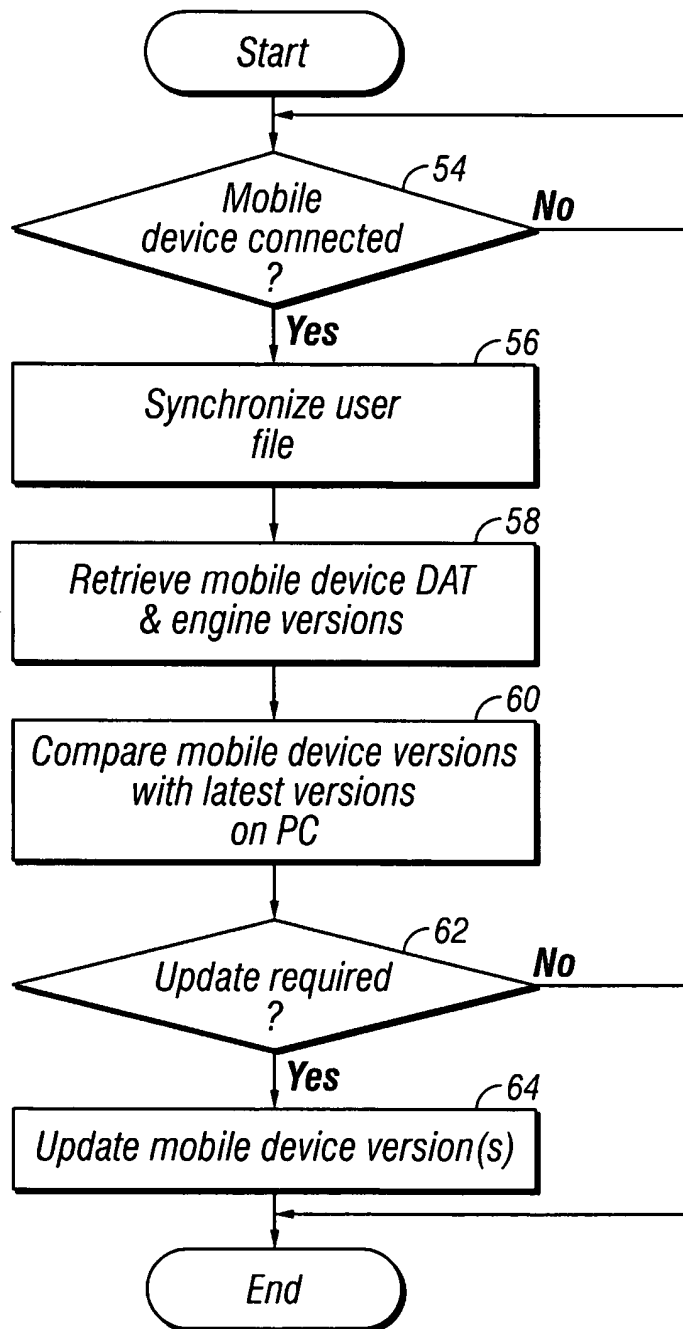 Start
54
Mobile
device connected
?
No
Yes
56
Synchronize user
file
58
Retrieve mobile device DAT
& engine versions
60
Compare mobile device versions
with latest versions
on PC
62
Update required
?
No
Yes
64
Update mobile device version(s)
End